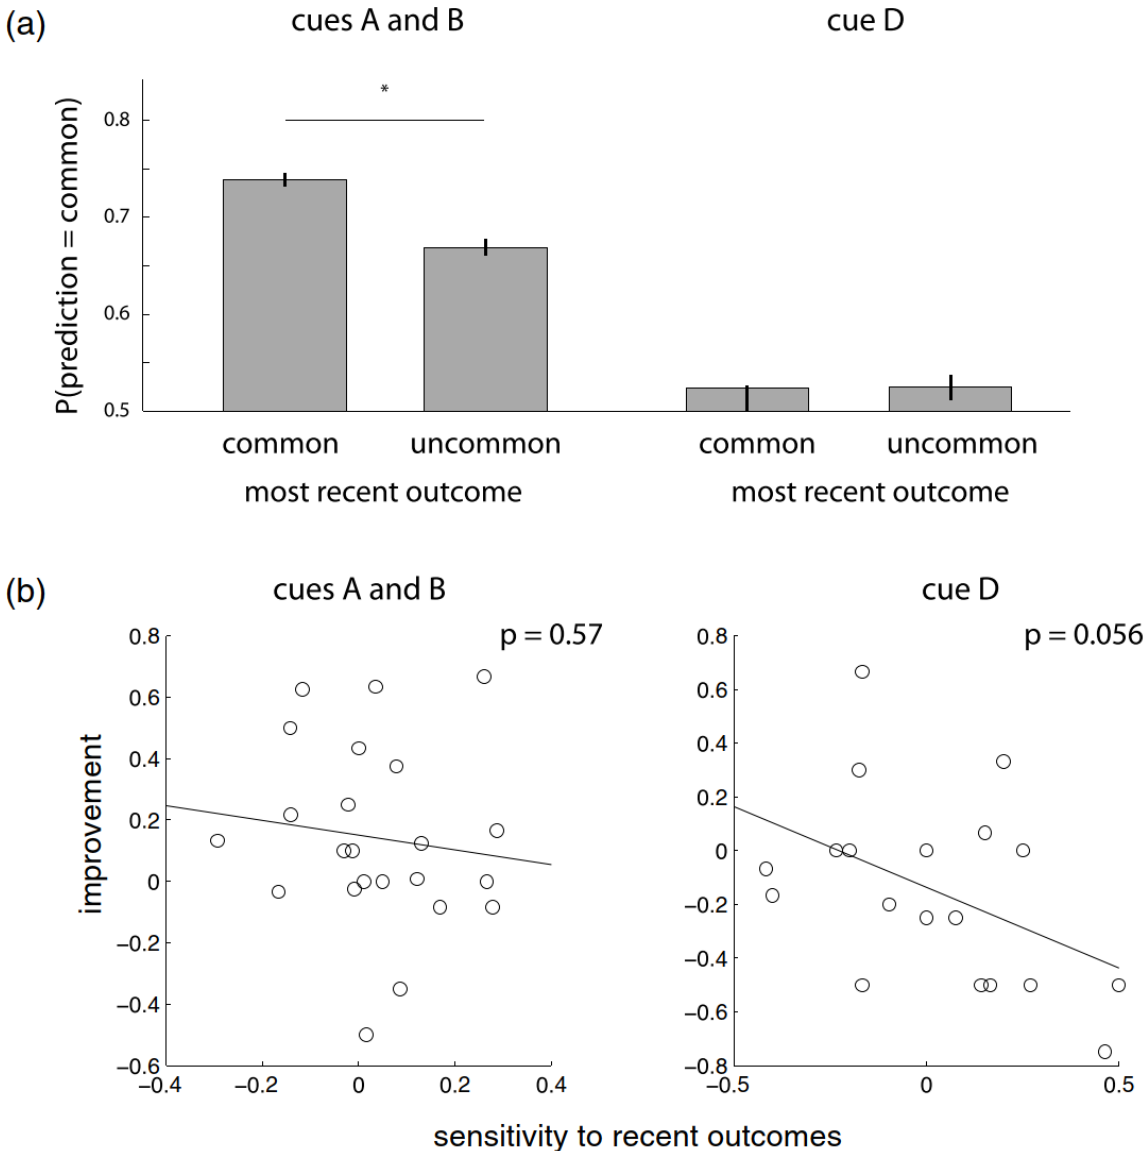 (a)
cues A and B
cue D
P(prediction = common)
*
0.8
0.7
0.6
0.5
common
uncommon
common
uncommon
most recent outcome
most recent outcome
(b)
cues A and B
cue D
p = 0.57
p = 0.056
improvement
0.8
0.6
0.4
0.2
0
−0.2
−0.4
−0.6
−0.4
−0.2
0
0.2
0.4
0.8
0.6
0.4
0.2
0
−0.2
−0.4
−0.6
−0.8
−0.5
0
0.5
sensitivity to recent outcomes